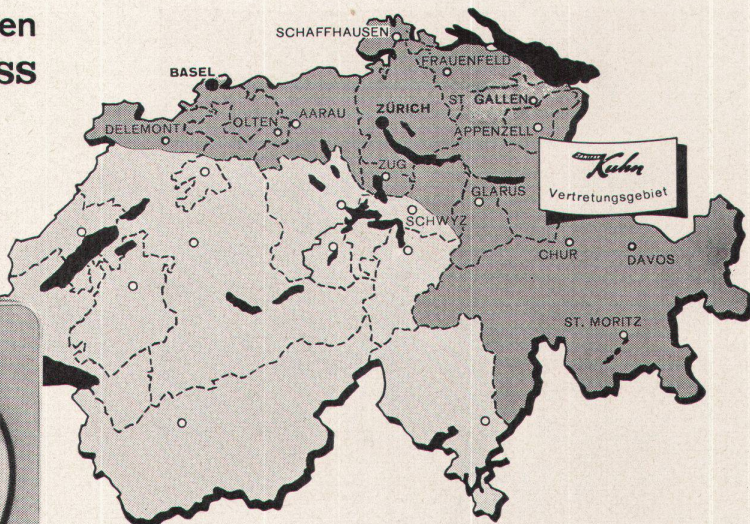 en
ss
SCHAFFHAUSEN
FRAUENFELD
BASEL
ST. GALLEN
ZÜRICH
AARAU
OLTEN
DELEMONT
APPENZELL
ZUG
Kuhn
Vertretungsgebiet
GLARUS
SCHWYZ
CHUR
DAVOS
ST. MORITZ